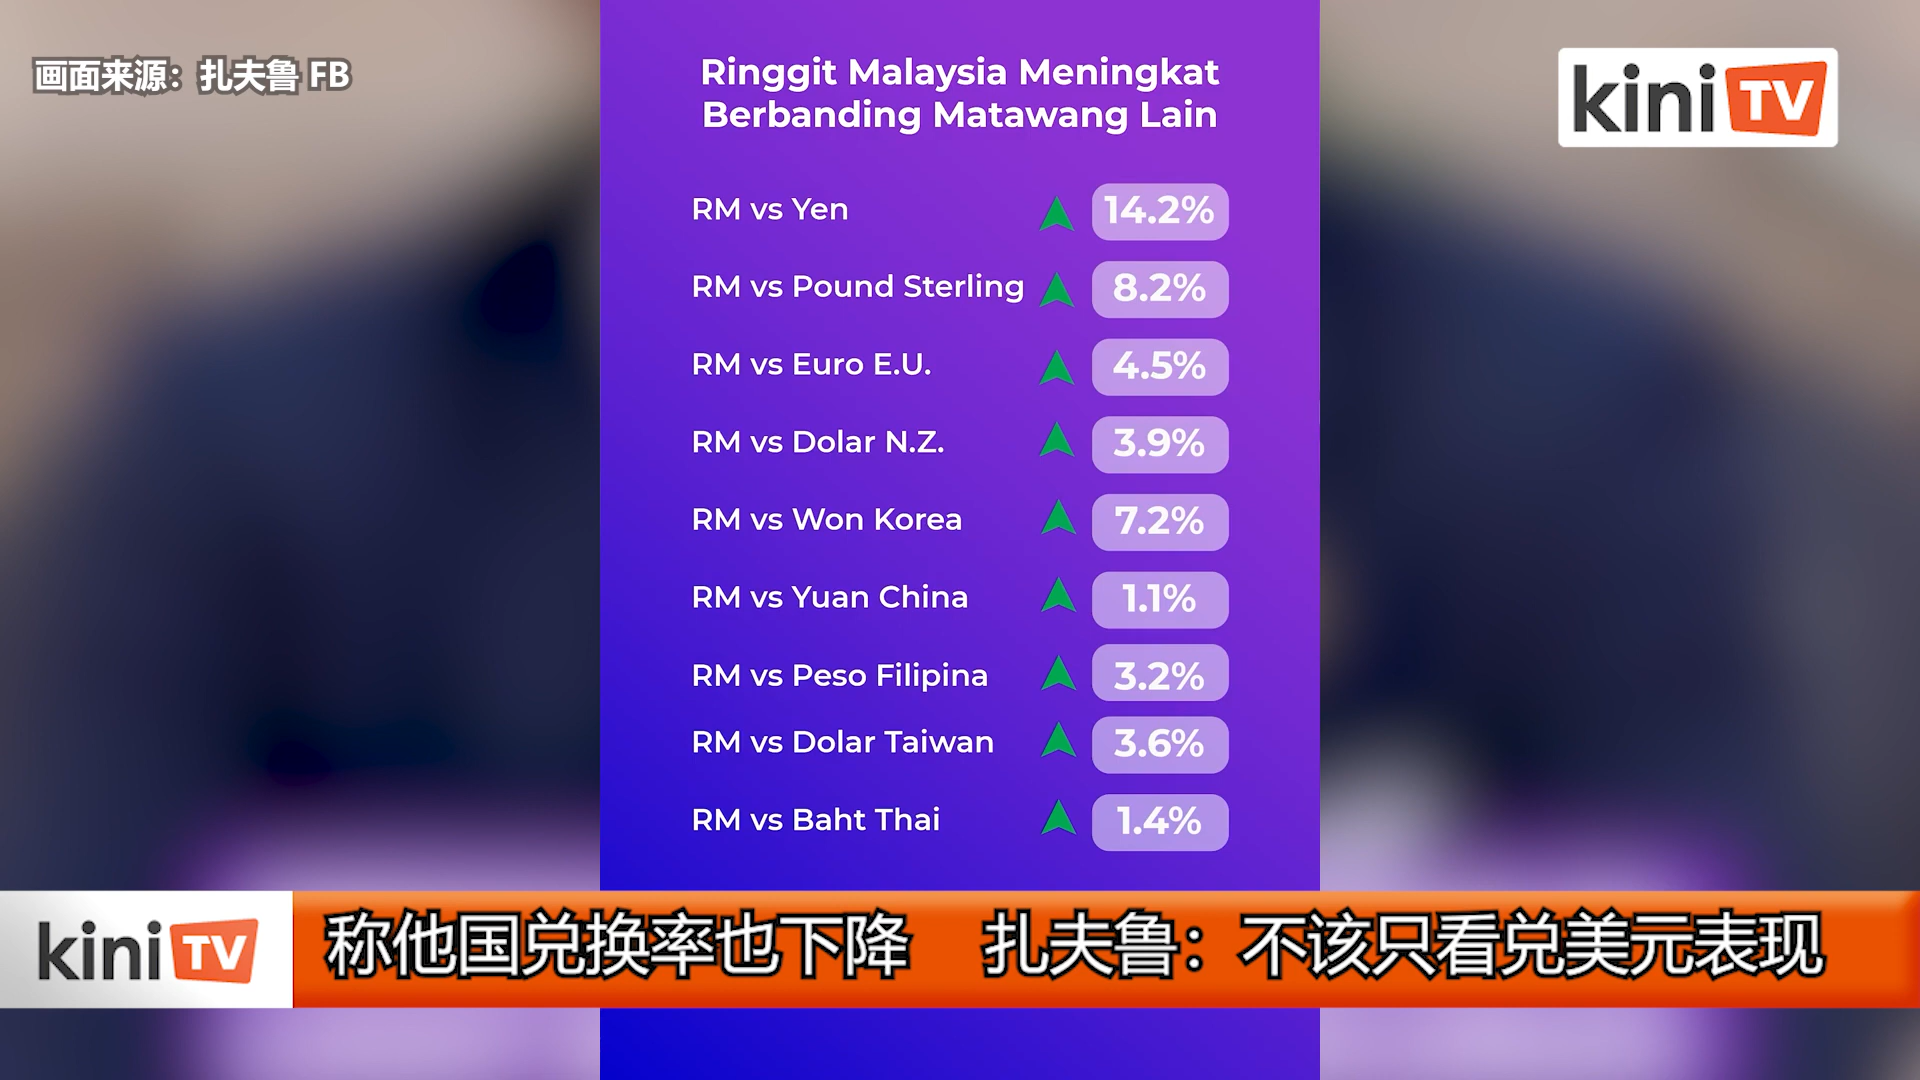 画面来源：扎夫鲁 FB
kini TV
Ringgit Malaysia Meningkat
Berbanding Matawang Lain
RM vs Yen 14.2%
RM vs Pound Sterling 8.2%
RM vs Euro E.U. 4.5%
RM vs Dolar N.Z. 3.9%
RM vs Won Korea 7.2%
RM vs Yuan China 1.1%
RM vs Peso Filipina 3.2%
RM vs Dolar Taiwan 3.6%
RM vs Baht Thai 1.4%
kini TV
称他国兑换率也下降 扎夫鲁：不该只看兑美元表现